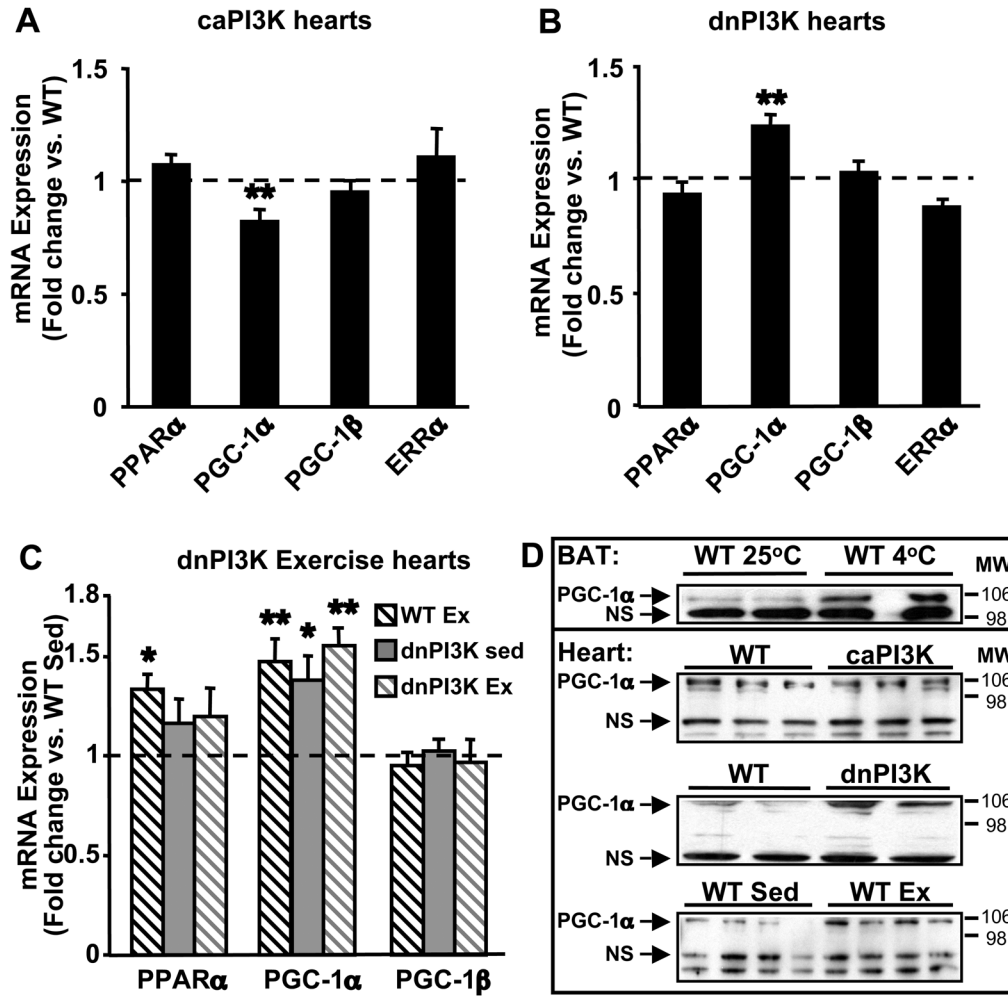 A
caPI3K hearts
mRNA Expression
(Fold change vs. WT)
1.5
1
0.5
0
**
PPARα
PGC-1α
PGC-1β
ERRα
B
dnPI3K hearts
mRNA Expression
(Fold change vs. WT)
1.5
1
0.5
0
**
PPARα
PGC-1α
PGC-1β
ERRα
C
dnPI3K Exercise hearts
mRNA Expression
(Fold change vs. WT Sed)
1.8
1.5
1
0.5
0
*
** * **
WT Ex
dnPI3K sed
dnPI3K Ex
PPARα
PGC-1α
PGC-1β
D
BAT: WT 25°C WT 4°C MW
PGC-1α 106
NS 98
Heart: WT caPI3K MW
PGC-1α 106
98
NS
WT dnPI3K
PGC-1α 106
98
NS
WT Sed WT Ex
PGC-1α 106
98
NS